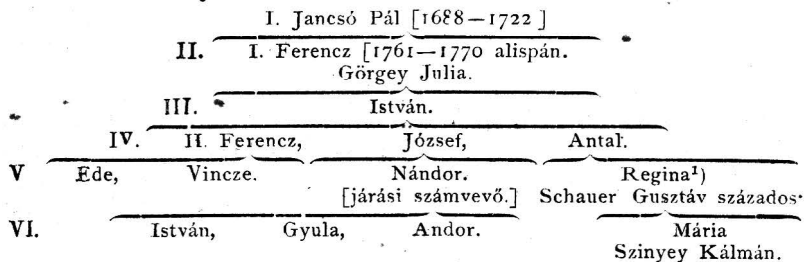 I. Jancsó Pál [1688—1722]
II. I. Ferencz [1761—1770 alispán.
Görgey Julia.
III. István.
IV. II. Ferencz, József, Antal.
V Ede, Vincze. Nándor. Regina¹)
[járási számvevő.] Schauer Gusztáv százados.
VI. István, Gyula, Andor. Mária
Szinyey Kálmán.